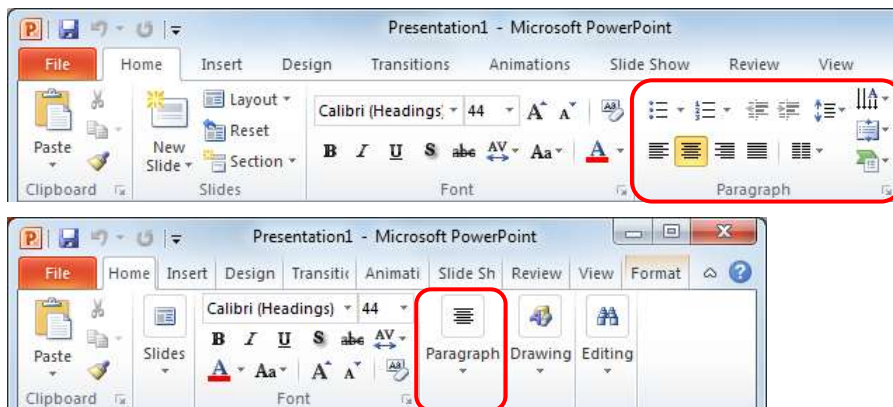 Presentation1 - Microsoft PowerPoint
File Home Insert Design Transitions Animations Slide Show Review View
Calibri (Headings) 44
Paste
New
Slide
Layout
Reset
Section
B I U S abc AV Aa A
Clipboard Slides Font Paragraph
Presentation1 - Microsoft PowerPoint
File Home Insert Design Transitic Animati Slide Sh Review View Format
Calibri (Headings) 44
B I U S abe AV
Paste Slides Paragraph Drawing Editing
A Aa A A
Clipboard Font